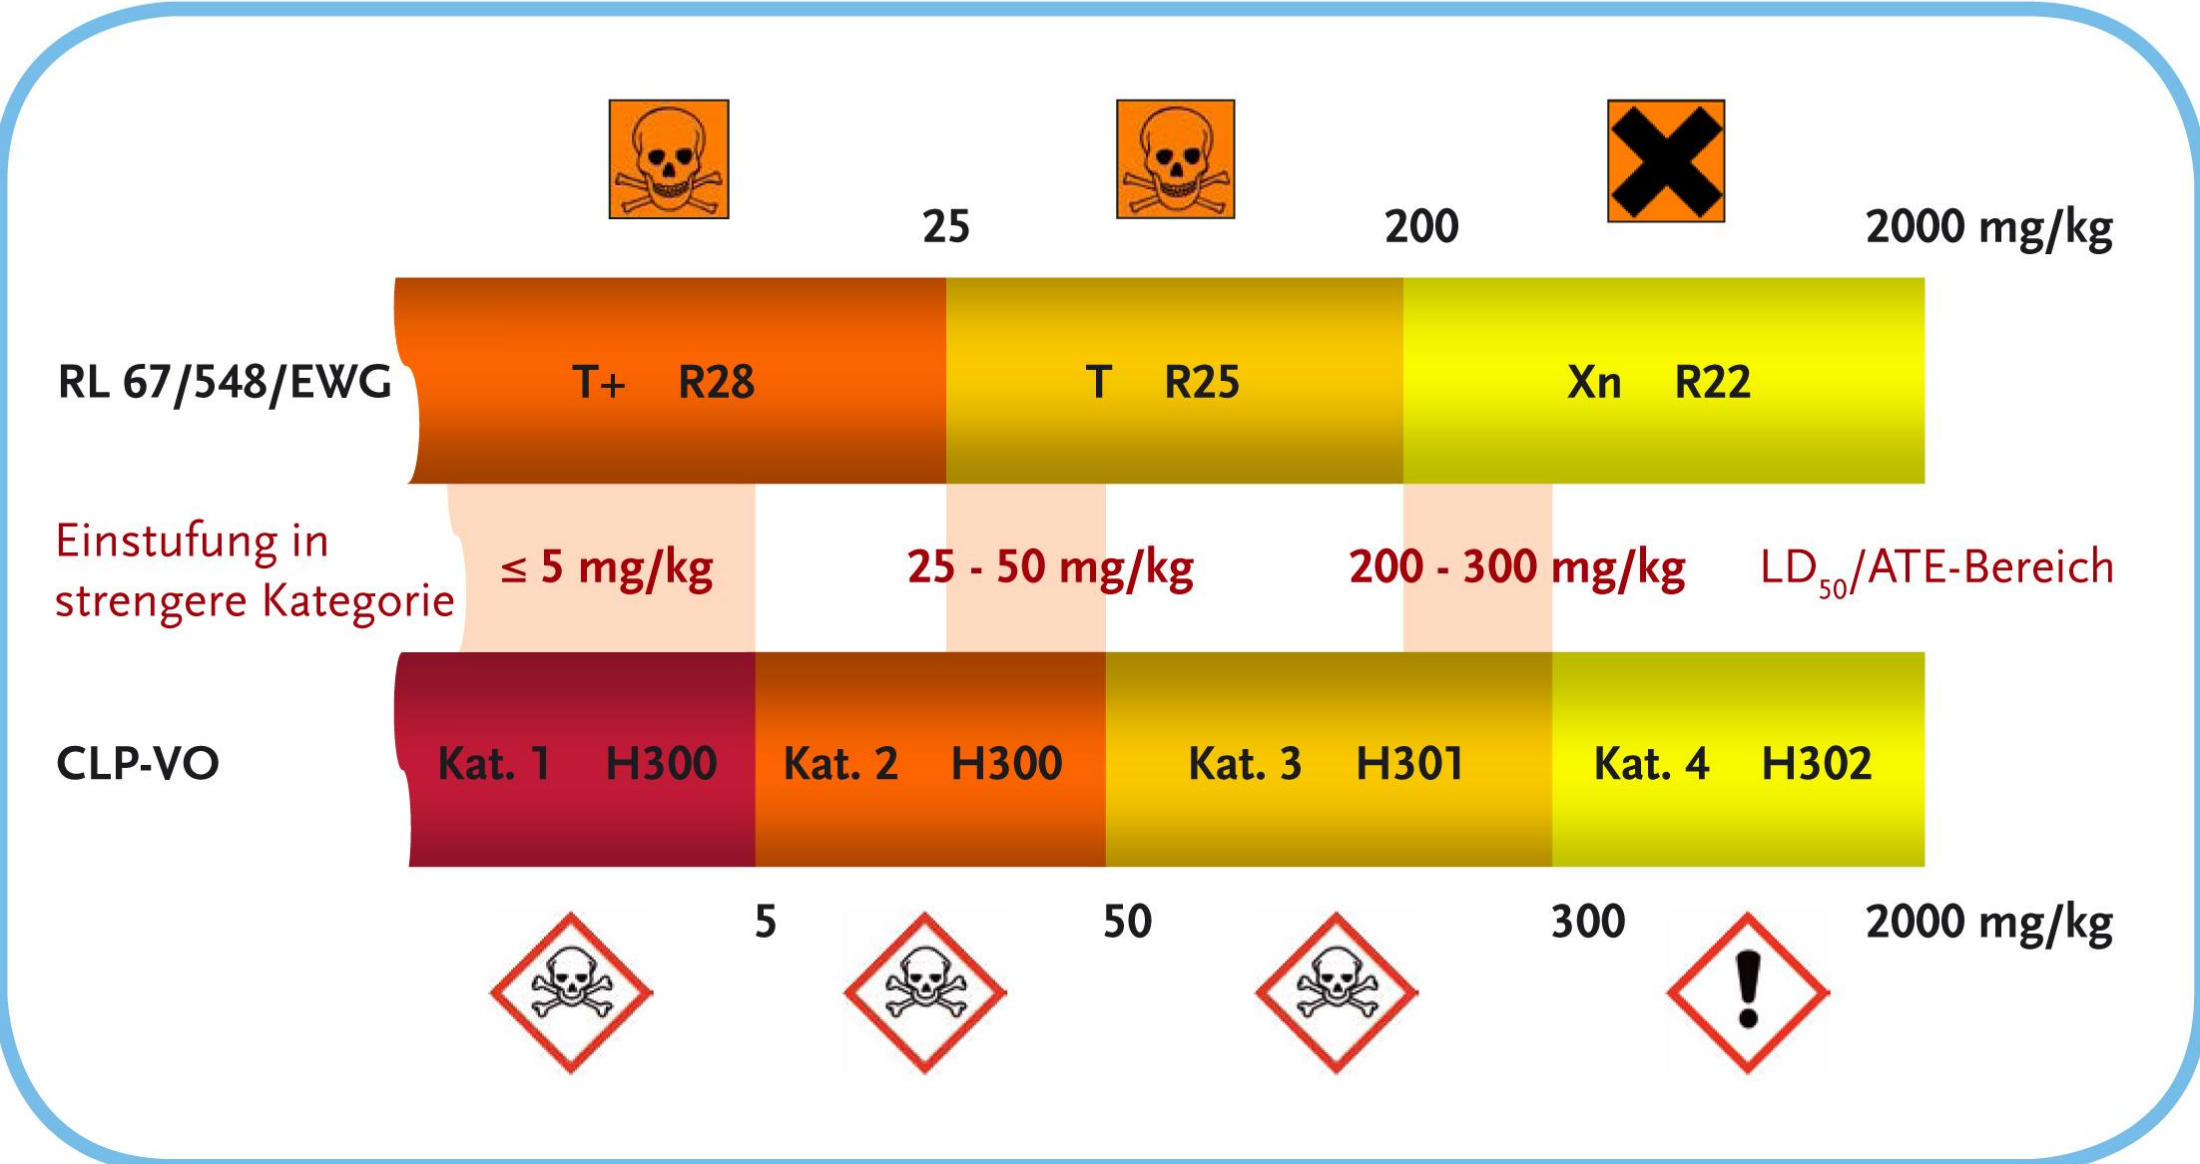 25 200 2000 mg/kg
RL 67/548/EWG T+ R28 T R25 Xn R22
Einstufung in
strengere Kategorie
≤ 5 mg/kg 25 - 50 mg/kg 200 - 300 mg/kg LD50/ATE-Bereich
CLP-VO Kat. 1 H300 Kat. 2 H300 Kat. 3 H301 Kat. 4 H302
5 50 300 2000 mg/kg